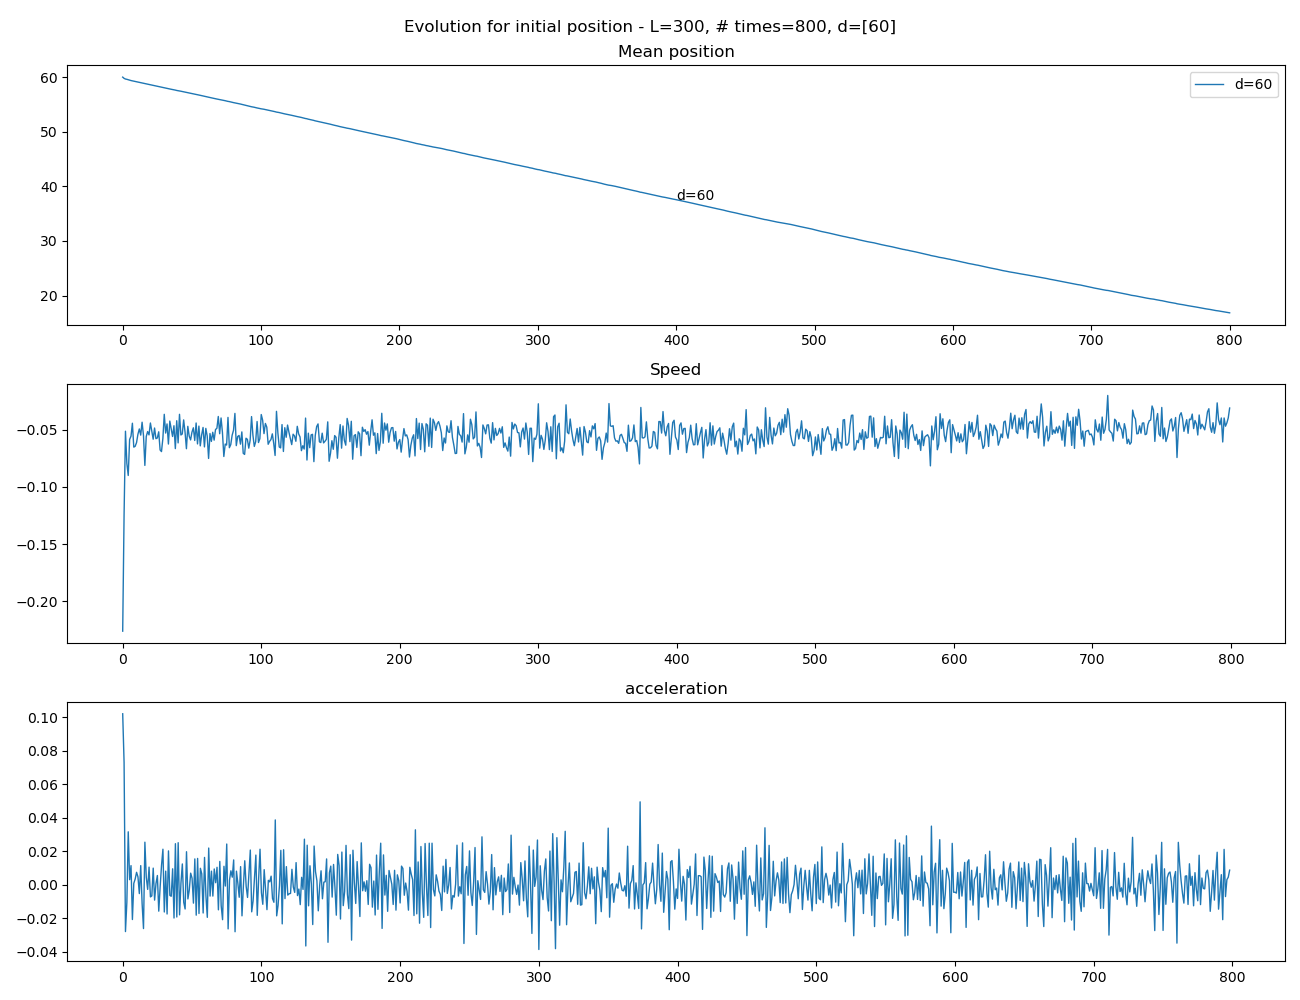 Evolution for initial position - L=300, # times=800, d=[60]
Mean position
60
50
40
30
20
d=60
d=60
0 100 200 300 400 500 600 700 800
Speed
−0.05
−0.10
−0.15
−0.20
0 100 200 300 400 500 600 700 800
acceleration
0.10
0.08
0.06
0.04
0.02
0.00
−0.02
−0.04
0 100 200 300 400 500 600 700 800